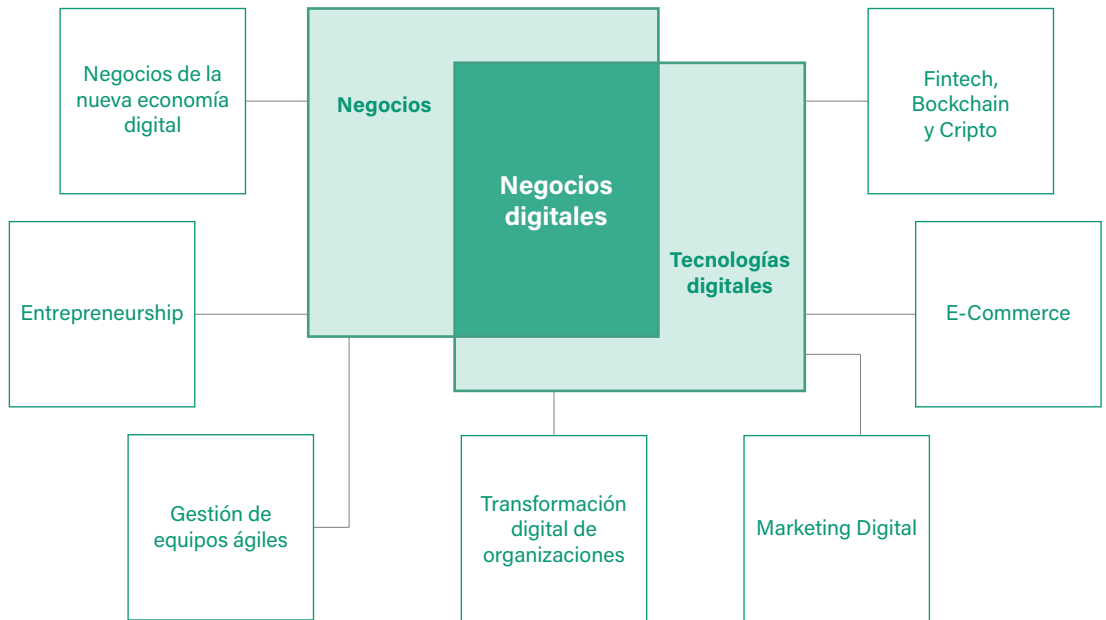 Negocios de la
nueva economía
digital
Negocios
Negocios
digitales
Tecnologías
digitales
Fintech,
Bockchain
y Cripto
Entrepreneurship
E-Commerce
Gestión de
equipos ágiles
Transformación
digital de
organizaciones
Marketing Digital